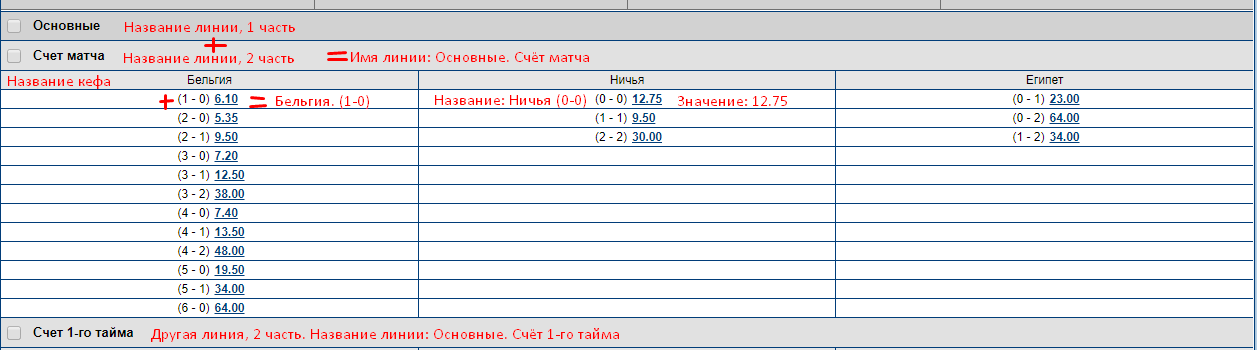 Основные Название линии, 1 часть
+
Счет матча Название линии, 2 часть = Имя линии: Основные. Счёт матча
Название кефа Бельгия Ничья Египет
+ (1 - 0) 6.10 = Бельгия. (1-0) Название: Ничья (0-0) (0 - 0) 12.75 Значение: 12.75 (0 - 1) 23.00
(2 - 0) 5.35 (1 - 1) 9.50 (0 - 2) 64.00
(2 - 1) 9.50 (2 - 2) 30.00 (1 - 2) 34.00
(3 - 0) 7.20
(3 - 1) 12.50
(3 - 2) 38.00
(4 - 0) 7.40
(4 - 1) 13.50
(4 - 2) 48.00
(5 - 0) 19.50
(5 - 1) 34.00
(6 - 0) 64.00
Счет 1-го тайма Другая линия, 2 часть. Название линии: Основные. Счёт 1-го тайма